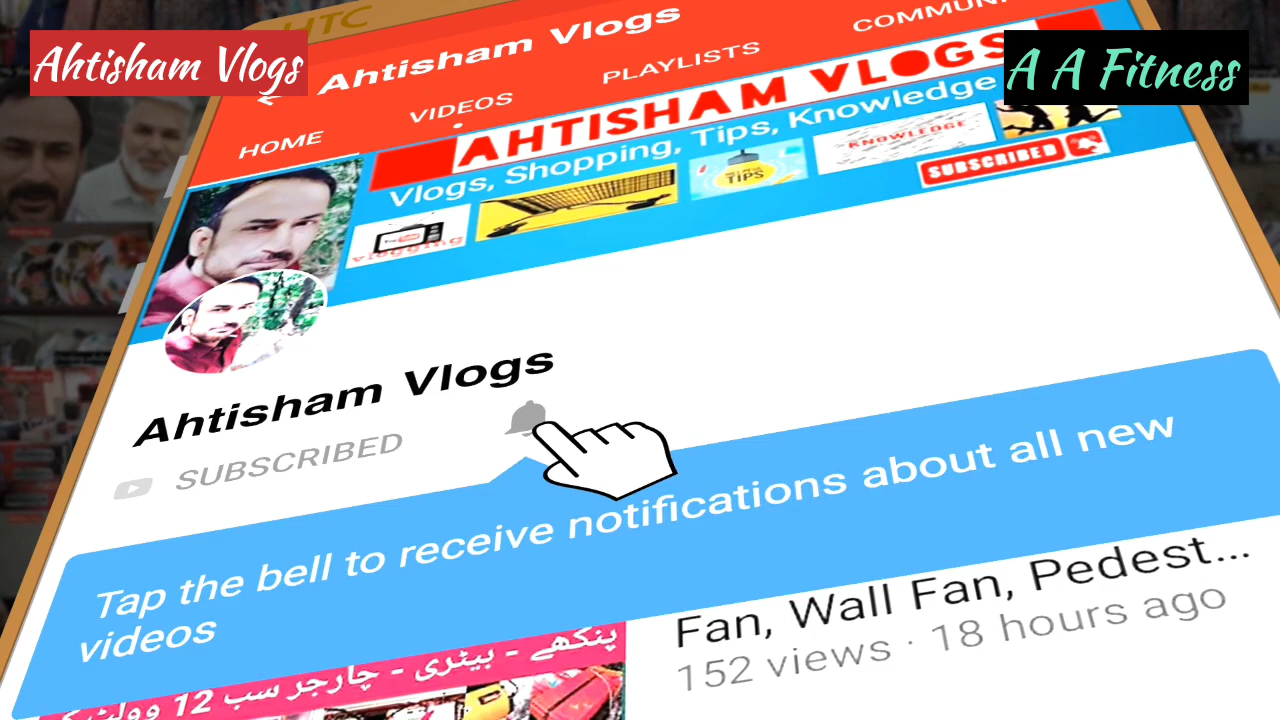 HTC
Ahtisham Vlogs
A A Fitness
Ahtisham Vlogs
HOME
VIDEOS
PLAYLISTS
AHTISHAM VLOGS
Vlogs, Shopping, Tips, Knowledge
vlogging
TIPS
KNOWLEDGE
SUBSCRIBED
Ahtisham Vlogs
SUBSCRIBED
Tap the bell to receive notifications about all new
videos
Fan, Wall Fan, Pedest...
152 views · 18 hours ago
پنکھے - بیٹری - چارجر سب 12 وولٹ